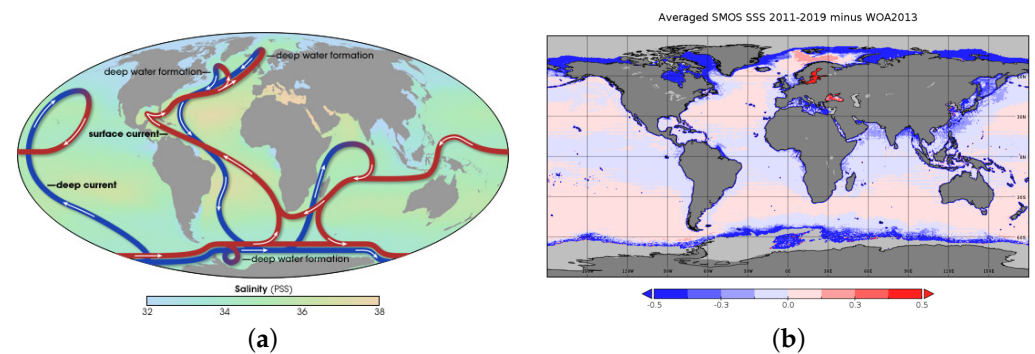 deep water formation
deep water formation
surface current
deep current
deep water formation
Salinity (PSS)
32 34 36 38
(a)
Averaged SMOS SSS 2011-2019 minus WOA2013
-0.5 -0.3 0.0 0.3 0.5
(b)